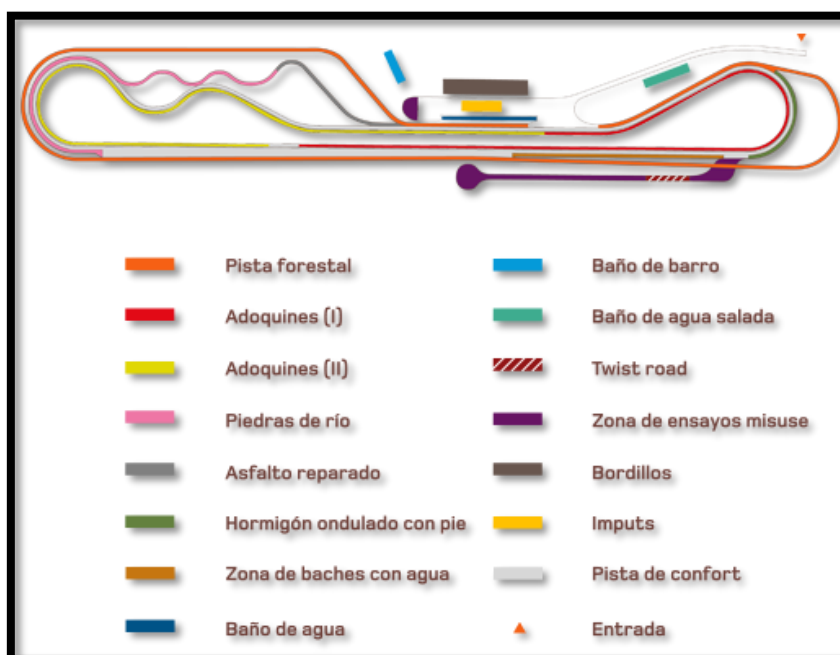 Pista forestal
Baño de barro
Adoquines (I)
Baño de agua salada
Adoquines (II)
Twist road
Piedras de río
Zona de ensayos misuse
Asfalto reparado
Bordillos
Hormigón ondulado con pie
Imputs
Zona de baches con agua
Pista de confort
Baño de agua
Entrada